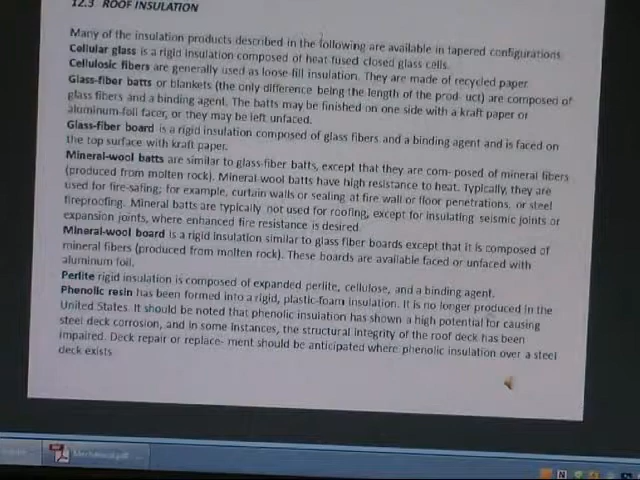 12.3 ROOF INSULATION
Many of the insulation products described in the following are available in tapered configurations.
Cellular glass is a rigid insulation composed of heat-fused closed glass cells.
Cellulosic fibers are generally used as loose-fill insulation. They are made of recycled paper.
Glass-fiber batts or blankets (the only difference being the length of the prod- uct) are composed of
glass fibers and a binding agent. The batts may be finished on one side with a kraft paper or
aluminum-foil facer, or they may be left unfaced.
Glass-fiber board is a rigid insulation composed of glass fibers and a binding agent and is faced on
the top surface with kraft paper.
Mineral-wool batts are similar to glass-fiber batts, except that they are com- posed of mineral fibers
(produced from molten rock). Mineral-wool batts have high resistance to heat. Typically, they are
used for fire-safing; for example, curtain walls or sealing at fire wall or floor penetrations, or steel
fireproofing. Mineral batts are typically not used for roofing, except for insulating seismic joints or
expansion joints, where enhanced fire resistance is desired.
Mineral-wool board is a rigid insulation similar to glass fiber boards except that it is composed of
mineral fibers (produced from molten rock). These boards are available faced or unfaced with
aluminum foil.
Perlite rigid insulation is composed of expanded perlite, cellulose, and a binding agent.
Phenolic resin has been formed into a rigid, plastic-foam insulation. It is no longer produced in the
United States. It should be noted that phenolic insulation has shown a high potential for causing
steel deck corrosion, and in some instances, the structural integrity of the roof deck has been
impaired. Deck repair or replace- ment should be anticipated where phenolic insulation over a steel
deck exists